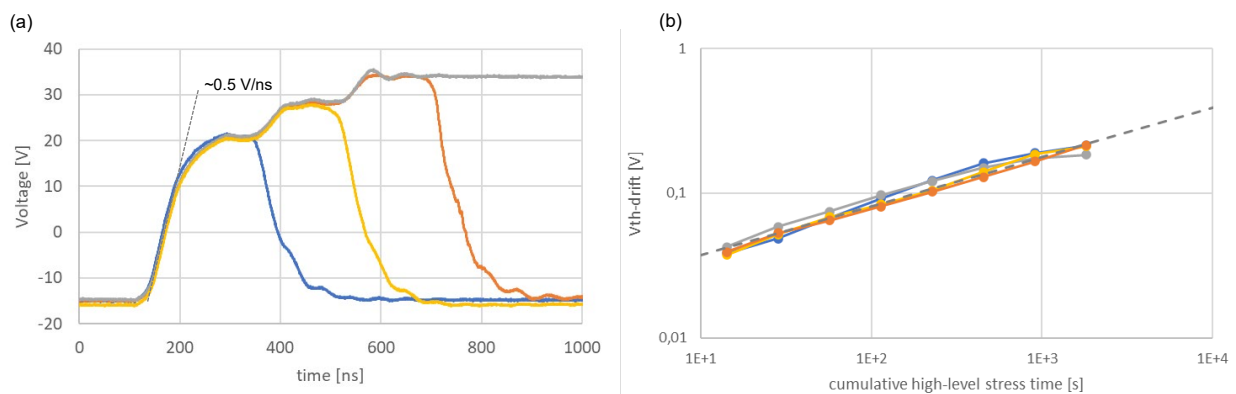 (a)
40
30
20
10
0
-10
-20
~0.5 V/ns
Voltage [V]
0 200 400 600 800 1000
time [ns]
(b)
1
0,1
0,01
Vth-drift [V]
1E+1 1E+2 1E+3 1E+4
cumulative high-level stress time [s]